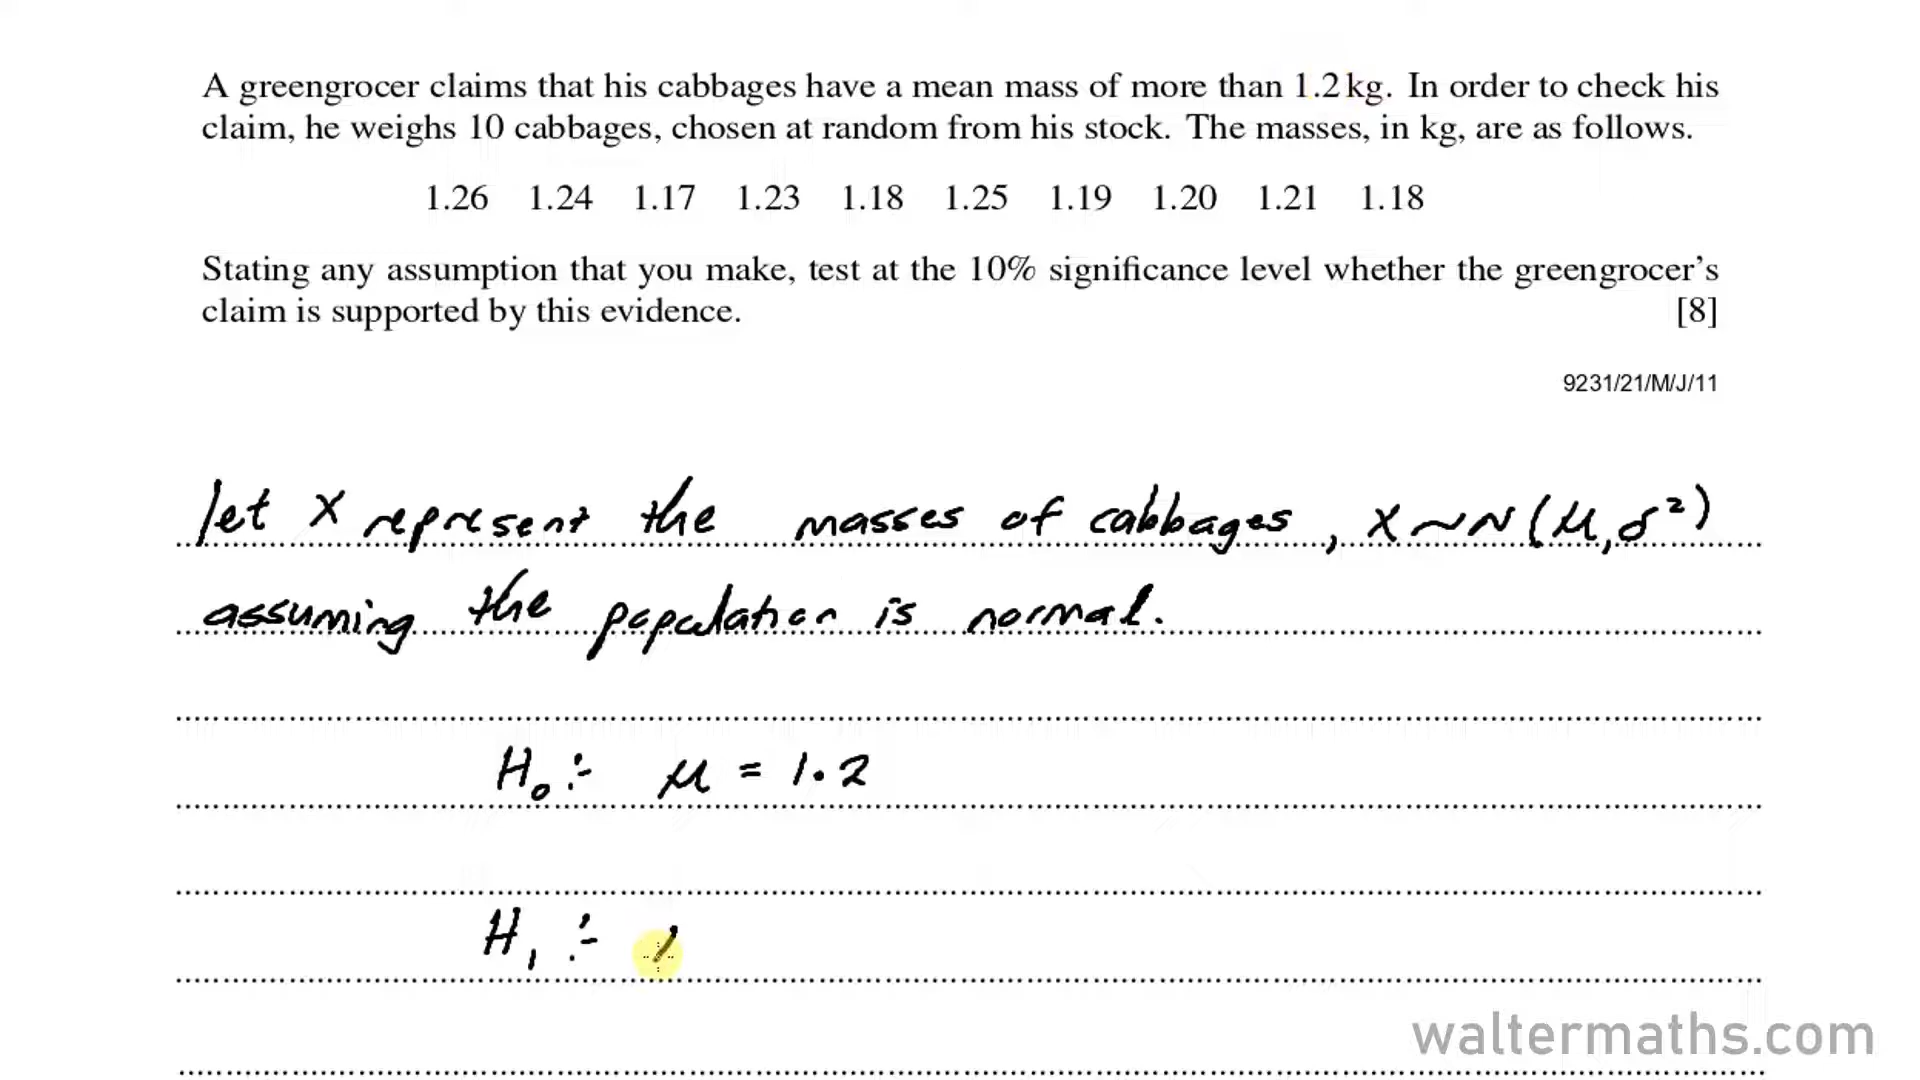 A greengrocer claims that his cabbages have a mean mass of more than 1.2 kg. In order to check his
claim, he weighs 10 cabbages, chosen at random from his stock. The masses, in kg, are as follows.
1.26 1.24 1.17 1.23 1.18 1.25 1.19 1.20 1.21 1.18
Stating any assumption that you make, test at the 10% significance level whether the greengrocer's
claim is supported by this evidence. [8]
9231/21/M/J/11
let X represent the masses of cabbages, X ~ N(μ, σ²)
assuming the population is normal.
H₀ :- μ = 1.2
H₁ :-
waltermaths.com